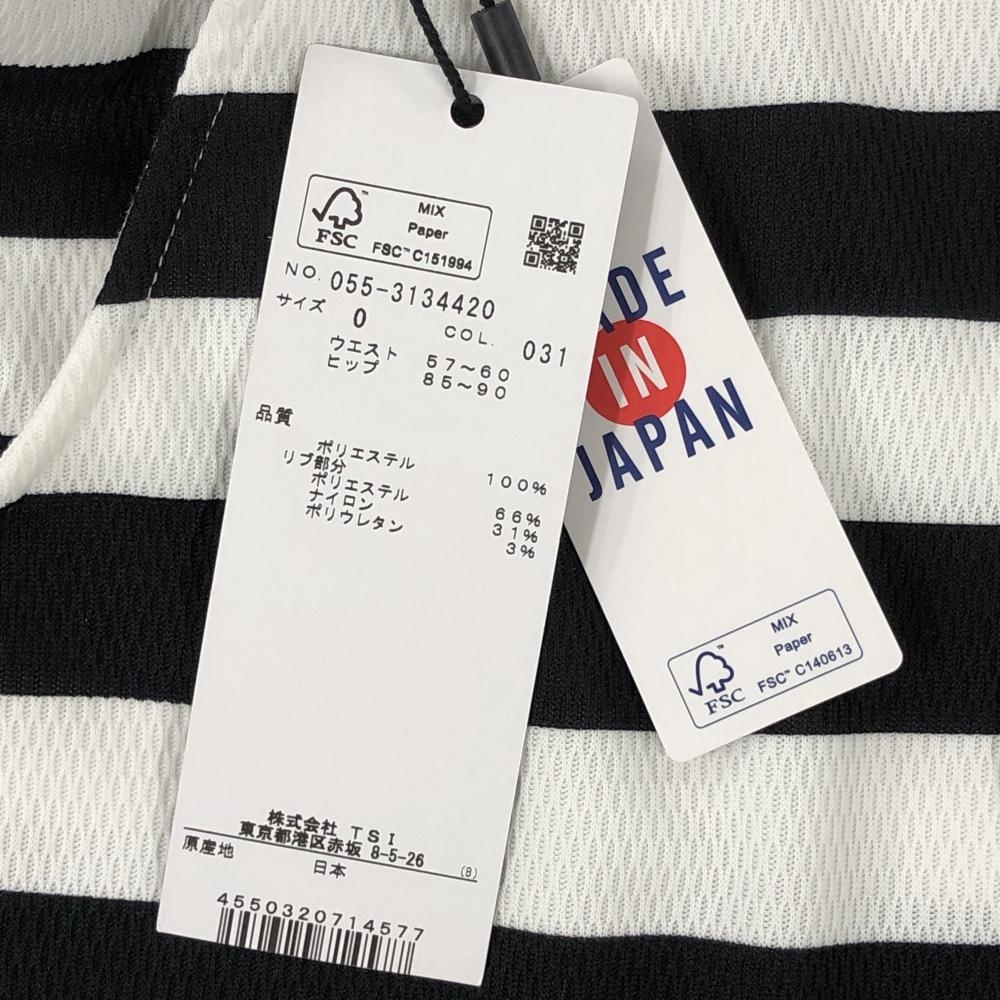 FSC™
MIX
Paper
FSC™ C151994
NO. 055-3134420
サイズ 0 COL. 031
ウエスト 57～60
ヒップ 85～90
品質
ポリエステル 100%
リブ部分
ポリエステル 66%
ナイロン 31%
ポリウレタン 3%
株式会社 TSI
東京都港区赤坂 8-5-26
(B)
原産地 日本
4550320714577
ADE
IN
JAPAN
FSC™
MIX
Paper
FSC™ C140613